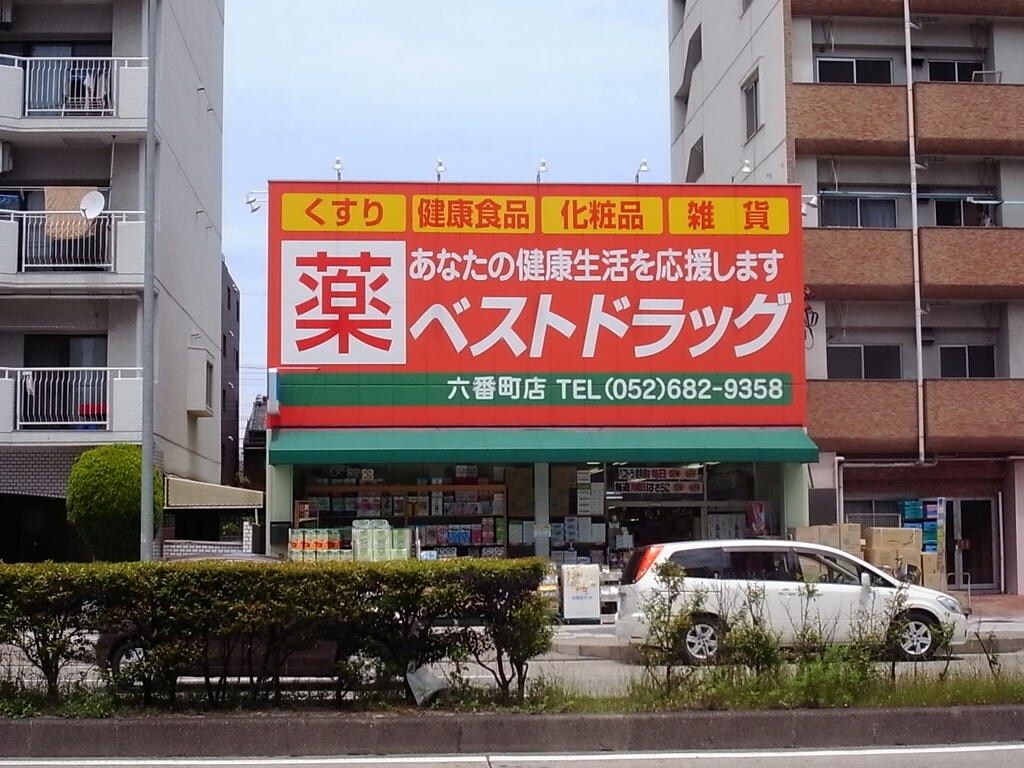 くすり 健康食品 化粧品 雑貨
薬
あなたの健康生活を応援します
ベストドラッグ
六番町店 TEL(052)682-9358